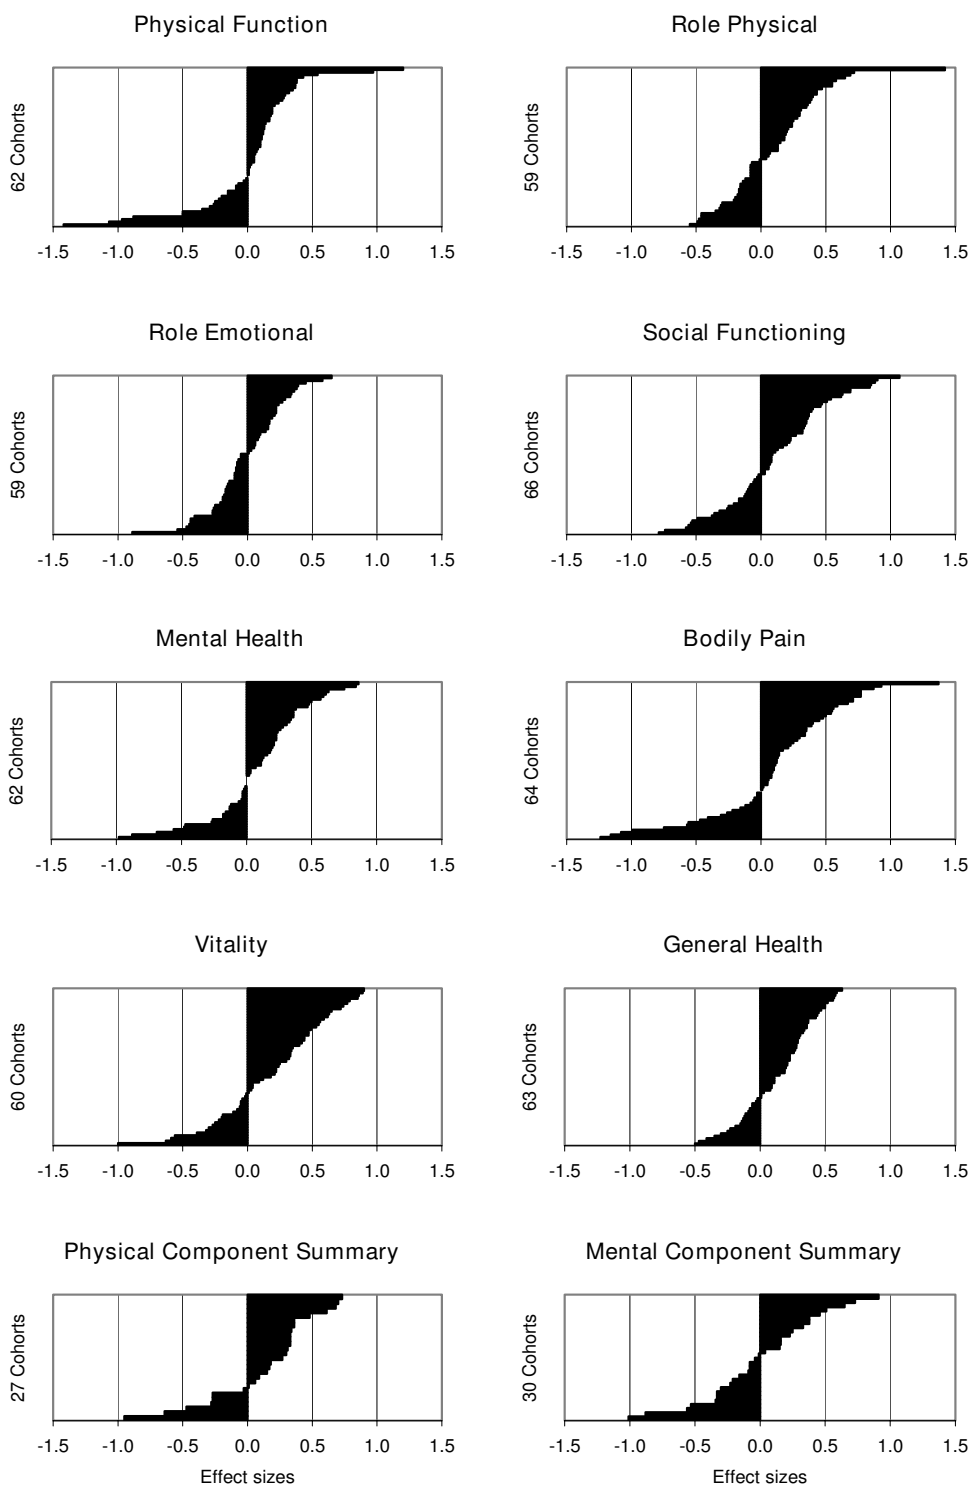 Physical Function
Role Physical
62 Cohorts
59 Cohorts
-1.5 -1.0 -0.5 0.0 0.5 1.0 1.5
-1.5 -1.0 -0.5 0.0 0.5 1.0 1.5
Role Emotional
Social Functioning
59 Cohorts
66 Cohorts
-1.5 -1.0 -0.5 0.0 0.5 1.0 1.5
-1.5 -1.0 -0.5 0.0 0.5 1.0 1.5
Mental Health
Bodily Pain
62 Cohorts
64 Cohorts
-1.5 -1.0 -0.5 0.0 0.5 1.0 1.5
-1.5 -1.0 -0.5 0.0 0.5 1.0 1.5
Vitality
General Health
60 Cohorts
63 Cohorts
-1.5 -1.0 -0.5 0.0 0.5 1.0 1.5
-1.5 -1.0 -0.5 0.0 0.5 1.0 1.5
Physical Component Summary
Mental Component Summary
27 Cohorts
30 Cohorts
-1.5 -1.0 -0.5 0.0 0.5 1.0 1.5
-1.5 -1.0 -0.5 0.0 0.5 1.0 1.5
Effect sizes
Effect sizes